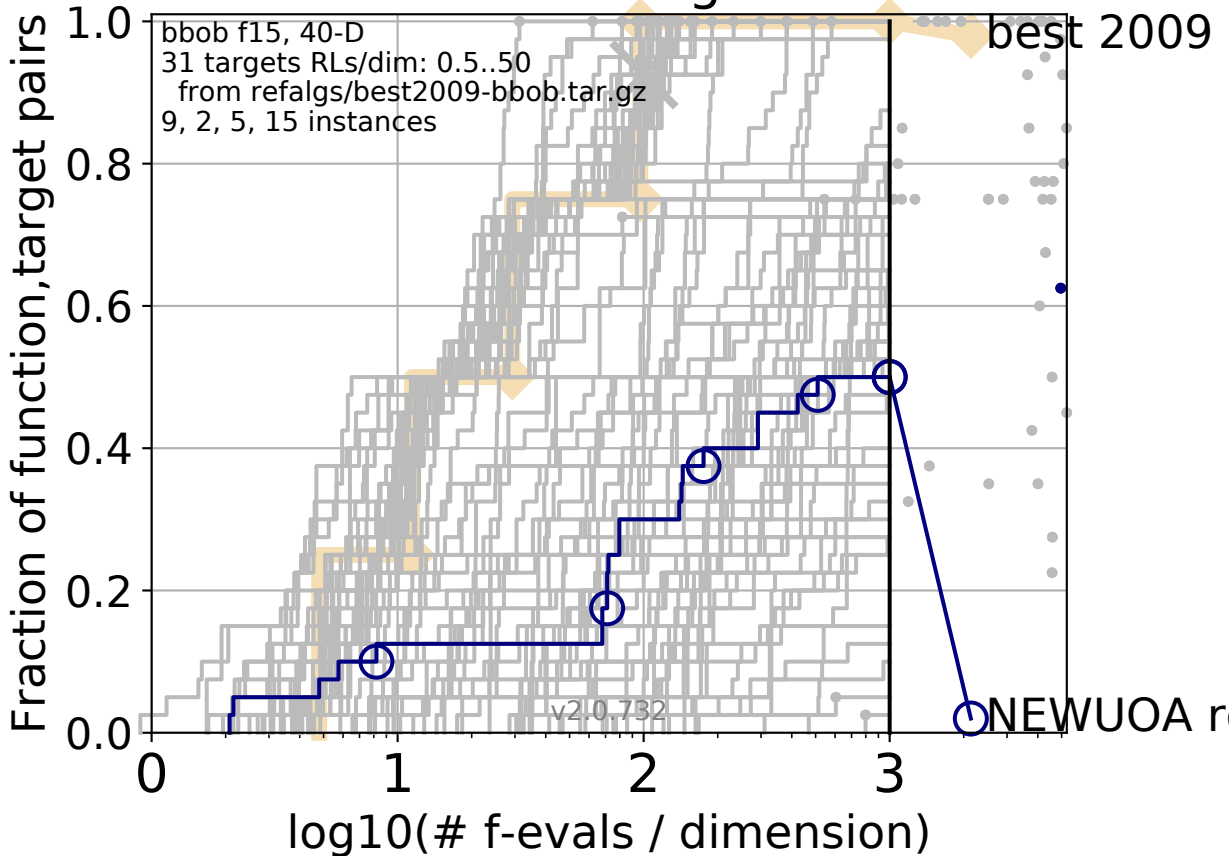 bbob f15, 40-D
31 targets RLs/dim: 0.5..50
from refalgs/best2009-bbob.tar.gz
9, 2, 5, 15 instances
best 2009
1.0
0.8
0.6
0.4
0.2
0.0
Fraction of function,target pairs
v2.0.732
NEWUOA
0
1
2
3
log10(# f-evals / dimension)